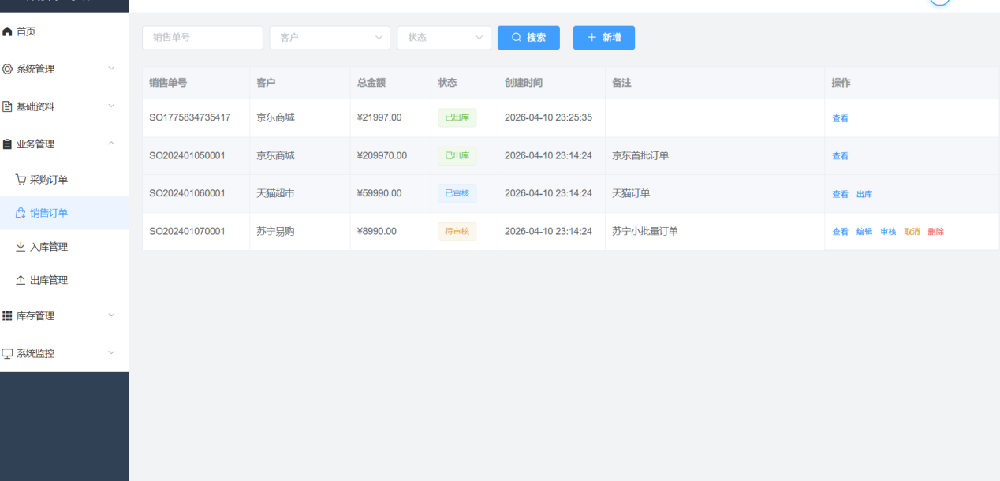 首页
系统管理
基础资料
业务管理
采购订单
销售订单
入库管理
出库管理
库存管理
系统监控
销售单号 客户 状态 搜索 新增
销售单号 客户 总金额 状态 创建时间 备注 操作
SO1775834735417 京东商城 ¥21997.00 已出库 2026-04-10 23:25:35 查看
SO202401050001 京东商城 ¥209970.00 已出库 2026-04-10 23:14:24 京东首批订单 查看
SO202401060001 天猫超市 ¥59990.00 已审核 2026-04-10 23:14:24 天猫订单 查看 出库
SO202401070001 苏宁易购 ¥8990.00 待审核 2026-04-10 23:14:24 苏宁小批量订单 查看 编辑 审核 取消 删除